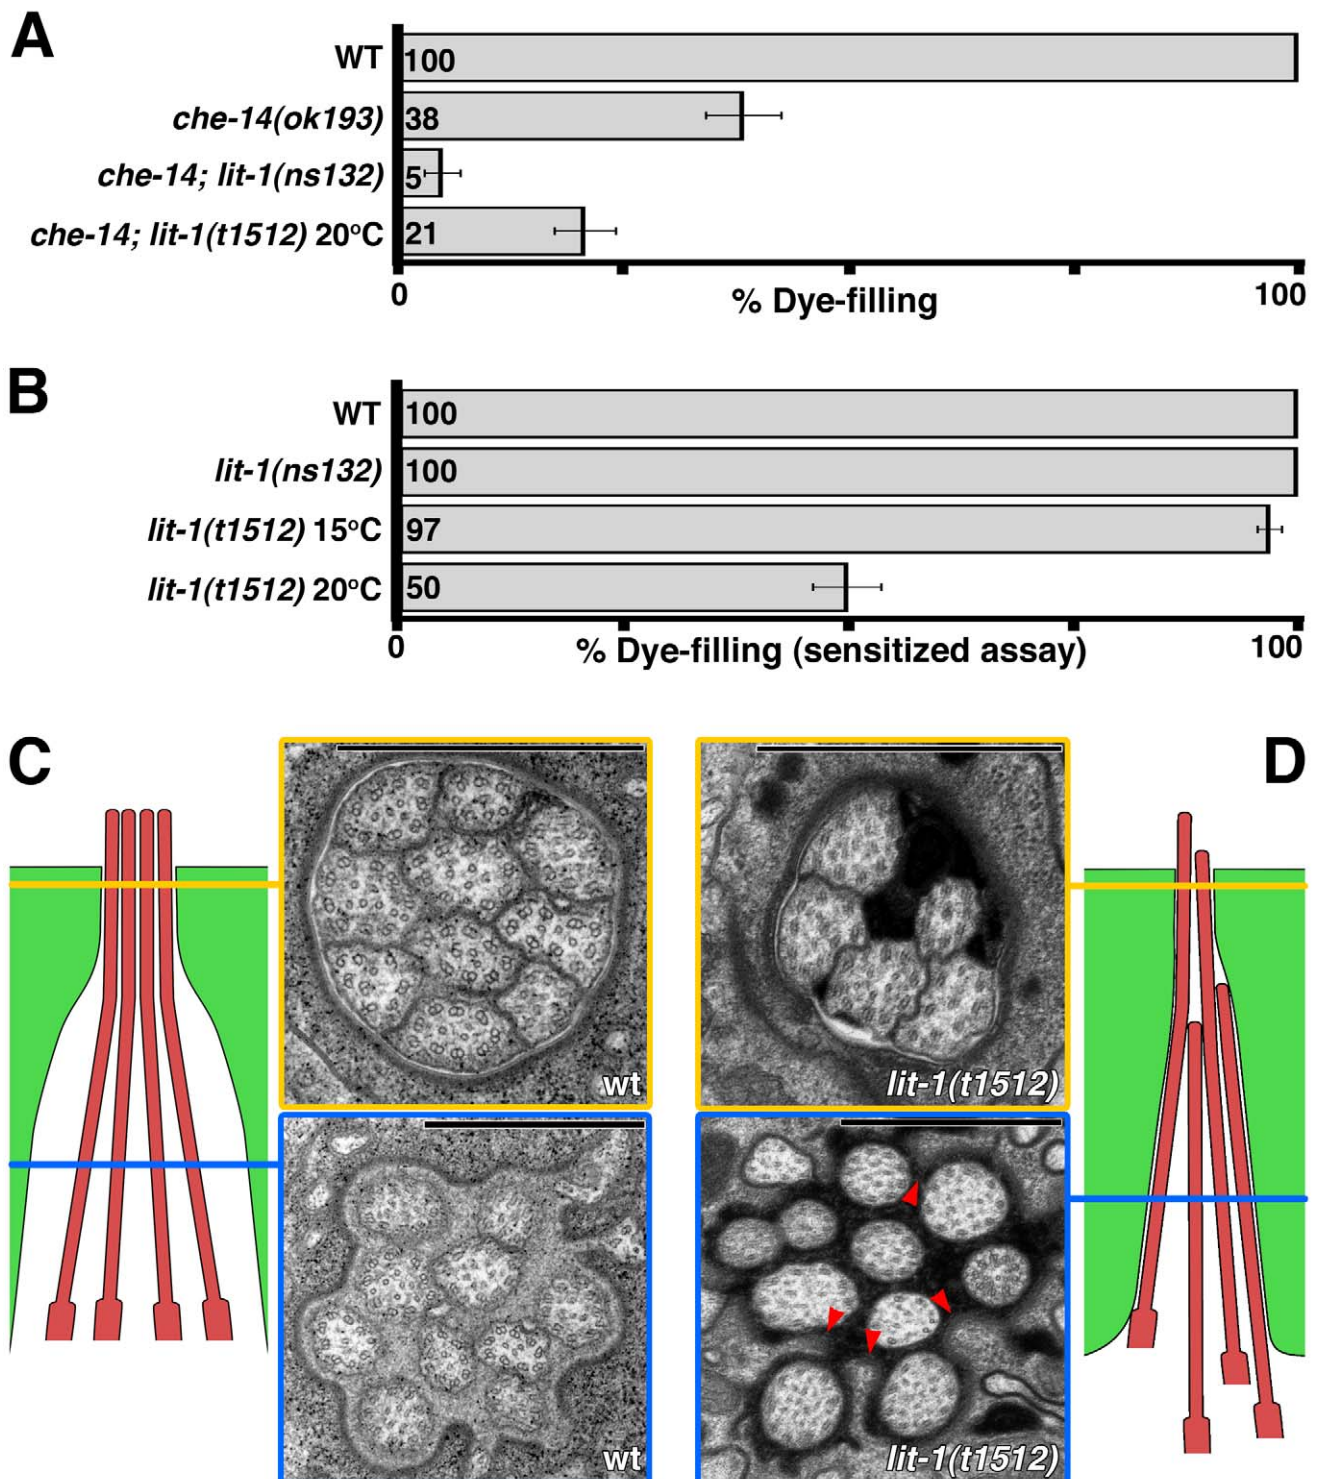 A
WT 100
che-14(ok193) 38
che-14; lit-1(ns132) 5
che-14; lit-1(t1512) 20°C 21
0 % Dye-filling 100
B
WT 100
lit-1(ns132) 100
lit-1(t1512) 15°C 97
lit-1(t1512) 20°C 50
0 % Dye-filling (sensitized assay) 100
C
D
wt
lit-1(t1512)
wt
lit-1(t1512)